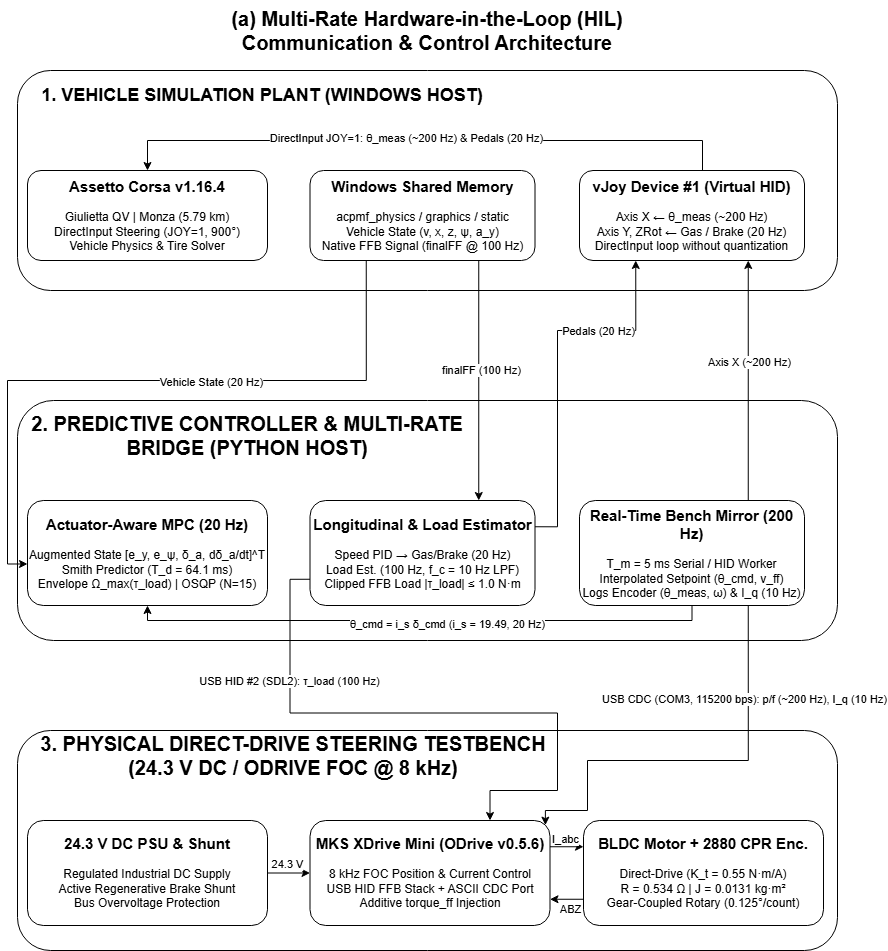 (a) Multi-Rate Hardware-in-the-Loop (HIL)
Communication & Control Architecture
1. VEHICLE SIMULATION PLANT (WINDOWS HOST)
DirectInput JOY=1: θ_meas (~200 Hz) & Pedals (20 Hz)
Assetto Corsa v1.16.4
Giulietta QV | Monza (5.79 km)
DirectInput Steering (JOY=1, 900°)
Vehicle Physics & Tire Solver
Windows Shared Memory
acpmf_physics / graphics / static
Vehicle State (v, x, z, ψ, a_y)
Native FFB Signal (finalFF @ 100 Hz)
vJoy Device #1 (Virtual HID)
Axis X ← θ_meas (~200 Hz)
Axis Y, ZRot ← Gas / Brake (20 Hz)
DirectInput loop without quantization
Pedals (20 Hz)
Axis X (~200 Hz)
finalFF (100 Hz)
Vehicle State (20 Hz)
2. PREDICTIVE CONTROLLER & MULTI-RATE
BRIDGE (PYTHON HOST)
Actuator-Aware MPC (20 Hz)
Augmented State [e_y, e_ψ, δ_a, dδ_a/dt]^T
Smith Predictor (T_d = 64.1 ms)
Envelope Ω_max(τ_load) | OSQP (N=15)
Longitudinal & Load Estimator
Speed PID → Gas/Brake (20 Hz)
Load Est. (100 Hz, f_c = 10 Hz LPF)
Clipped FFB Load |τ_load| ≤ 1.0 N·m
Real-Time Bench Mirror (200
Hz)
T_m = 5 ms Serial / HID Worker
Interpolated Setpoint (θ_cmd, v_ff)
Logs Encoder (θ_meas, ω) & I_q (10 Hz)
θ_cmd = i_s δ_cmd (i_s = 19.49, 20 Hz)
USB HID #2 (SDL2): τ_load (100 Hz)
USB CDC (COM3, 115200 bps): p/f (~200 Hz), I_q (10 Hz)
3. PHYSICAL DIRECT-DRIVE STEERING TESTBENCH
(24.3 V DC / ODRIVE FOC @ 8 kHz)
24.3 V DC PSU & Shunt
Regulated Industrial DC Supply
Active Regenerative Brake Shunt
Bus Overvoltage Protection
24.3 V
MKS XDrive Mini (ODrive v0.5.6)
8 kHz FOC Position & Current Control
USB HID FFB Stack + ASCII CDC Port
Additive torque_ff Injection
I_abc
ABZ
BLDC Motor + 2880 CPR Enc.
Direct-Drive (K_t = 0.55 N·m/A)
R = 0.534 Ω | J = 0.0131 kg·m²
Gear-Coupled Rotary (0.125°/count)